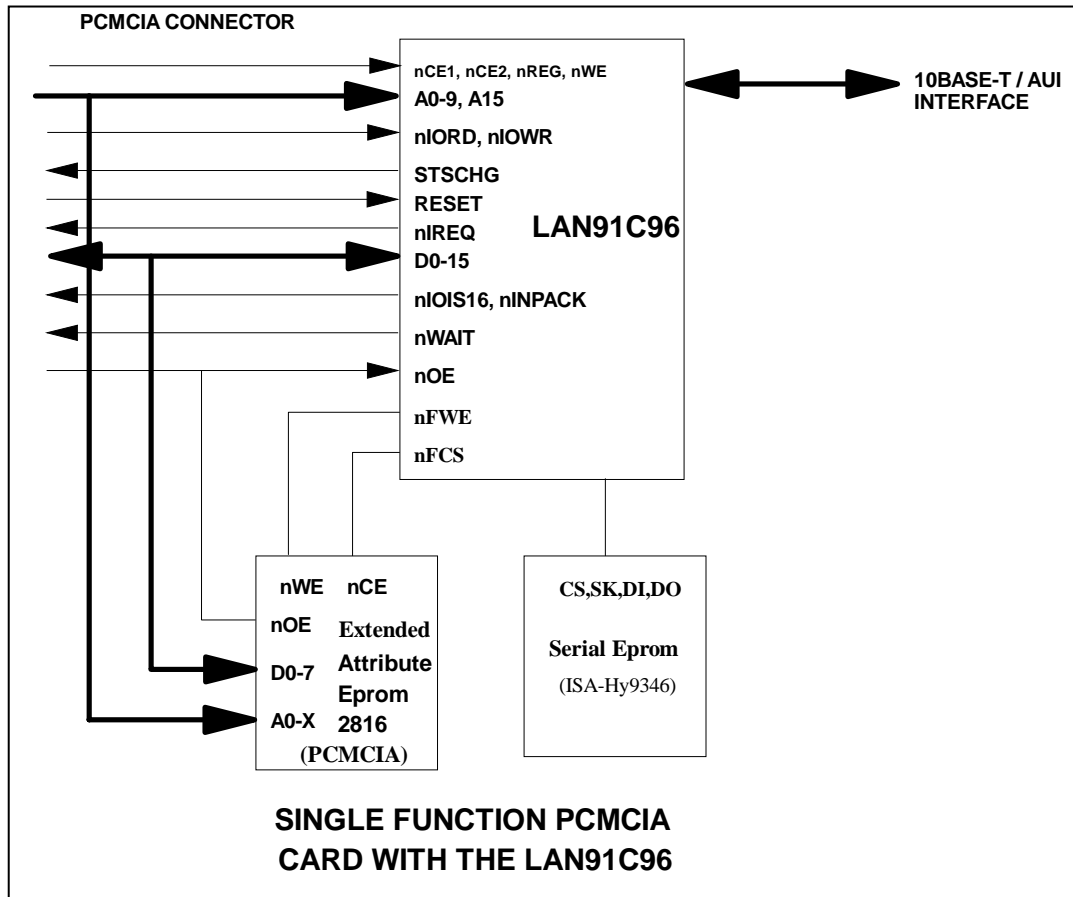 PCMCIA CONNECTOR
nCE1, nCE2, nREG, nWE
A0-9, A15
nIORD, nIOWR
STSCHG
RESET
nIREQ
D0-15
nIOIS16, nINPACK
nWAIT
nOE
nFWE
nFCS
LAN91C96
10BASE-T / AUI
INTERFACE
nWE nCE
nOE Extended
D0-7 Attribute
Eprom
A0-X 2816
(PCMCIA)
CS,SK,DI,DO
Serial Eprom
(ISA-Hy9346)
SINGLE FUNCTION PCMCIA
CARD WITH THE LAN91C96